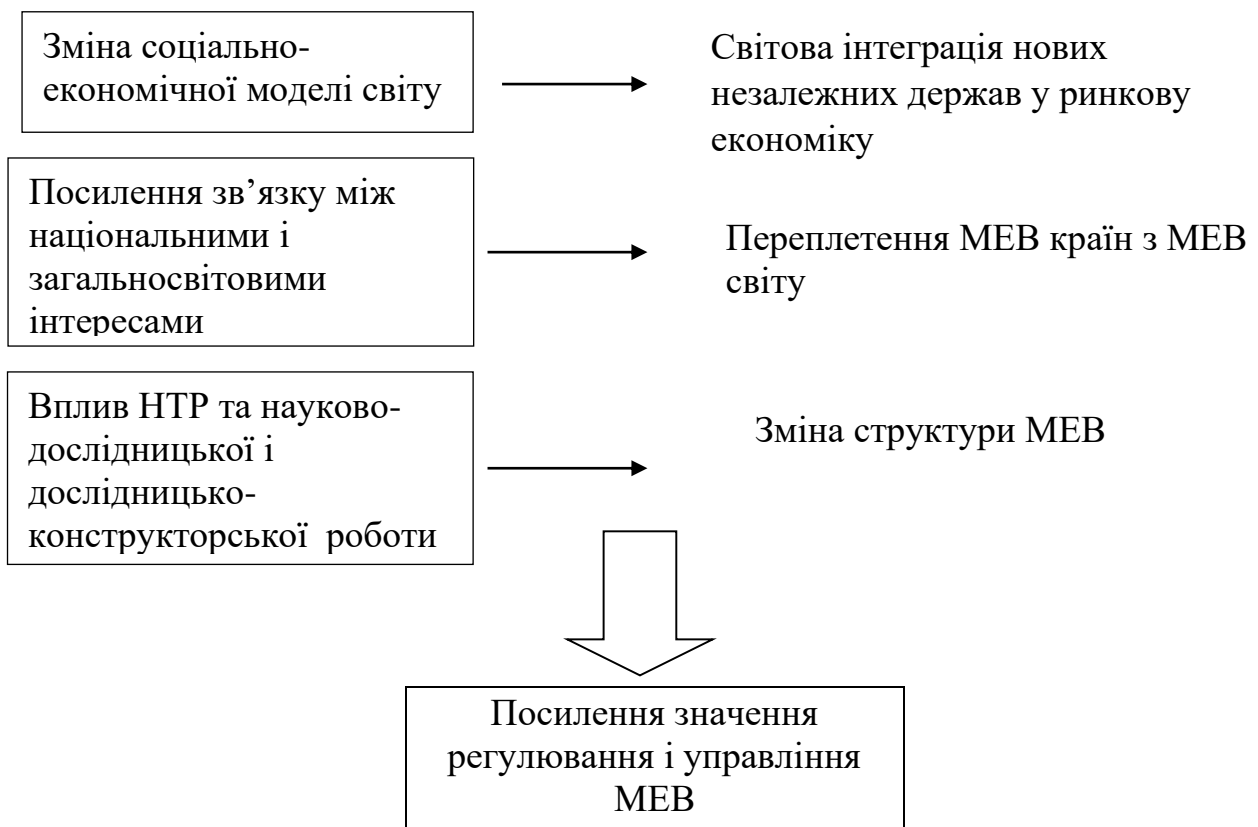 Зміна соціально-
економічної моделі світу
Світова інтеграція нових
незалежних держав у ринкову
економіку
Посилення зв’язку між
національними і
загальносвітовими
інтересами
Переплетення МЕВ країн з МЕВ
світу
Вплив НТР та науково-
дослідницької і
дослідницько-
конструкторської роботи
Зміна структури МЕВ
Посилення значення
регулювання і управління
МЕВ